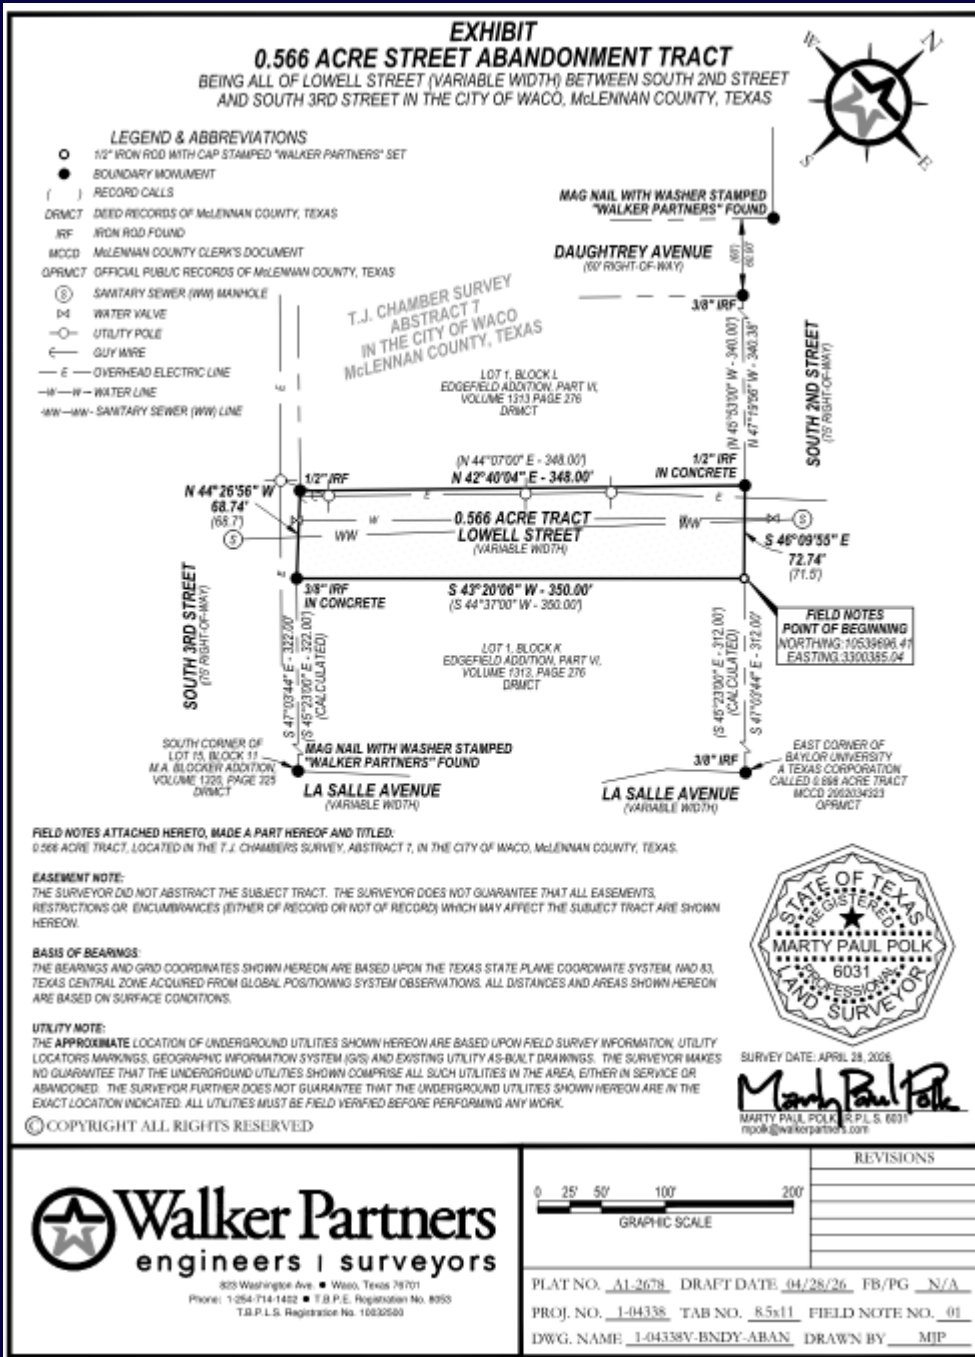 EXHIBIT
0.566 ACRE STREET ABANDONMENT TRACT
BEING ALL OF LOWELL STREET (VARIABLE WIDTH) BETWEEN SOUTH 2ND STREET
AND SOUTH 3RD STREET IN THE CITY OF WACO, McLENNAN COUNTY, TEXAS
W
N
S
E
LEGEND & ABBREVIATIONS
1/2" IRON ROD WITH CAP STAMPED "WALKER PARTNERS" SET
BOUNDARY MONUMENT
( ) RECORD CALLS
DRMCT DEED RECORDS OF McLENNAN COUNTY, TEXAS
IRF IRON ROD FOUND
MCCD McLENNAN COUNTY CLERK'S DOCUMENT
OPRMCT OFFICIAL PUBLIC RECORDS OF McLENNAN COUNTY, TEXAS
S SANITARY SEWER (WW) MANHOLE
WATER VALVE
UTILITY POLE
GUY WIRE
E OVERHEAD ELECTRIC LINE
W W WATER LINE
WW WW SANITARY SEWER (WW) LINE
MAG NAIL WITH WASHER STAMPED
"WALKER PARTNERS" FOUND
DAUGHTREY AVENUE
(60' RIGHT-OF-WAY)
(60')
60.00'
3/8" IRF
T.J. CHAMBER SURVEY
ABSTRACT 7
IN THE CITY OF WACO
McLENNAN COUNTY, TEXAS
LOT 1, BLOCK L
EDGEFIELD ADDITION, PART VI,
VOLUME 1313 PAGE 276
DRMCT
(N 45°53'00" W - 340.00')
N 47°19'56" W - 340.38'
SOUTH 2ND STREET
(75' RIGHT-OF-WAY)
1/2" IRF
(N 44°07'00" E - 348.00')
N 42°40'04" E - 348.00'
1/2" IRF
IN CONCRETE
N 44°26'56" W
68.74'
(68.7')
E
E
E
W
WW
0.566 ACRE TRACT
LOWELL STREET
(VARIABLE WIDTH)
W
WW
S
S
S 46°09'55" E
72.74'
(71.5')
E
3/8" IRF
IN CONCRETE
S 43°20'06" W - 350.00'
(S 44°37'00" W - 350.00')
FIELD NOTES
POINT OF BEGINNING
NORTHING:10539696.41
EASTING:3300385.04
SOUTH 3RD STREET
(75' RIGHT-OF-WAY)
S 47°03'44" E - 322.00'
(S 45°23'00" E - 322.00')
(CALCULATED)
LOT 1, BLOCK K
EDGEFIELD ADDITION, PART VI,
VOLUME 1313, PAGE 276
DRMCT
(S 45°23'00" E - 312.00')
(CALCULATED)
S 47°03'44" E - 312.00'
SOUTH CORNER OF
LOT 15, BLOCK 11
M.A. BLOCKER ADDITION,
VOLUME 1320, PAGE 325
DRMCT
MAG NAIL WITH WASHER STAMPED
"WALKER PARTNERS" FOUND
LA SALLE AVENUE
(VARIABLE WIDTH)
3/8" IRF
LA SALLE AVENUE
(VARIABLE WIDTH)
EAST CORNER OF
BAYLOR UNIVERSITY
A TEXAS CORPORATION
CALLED 0.898 ACRE TRACT
MCCD 2002034323
OPRMCT
FIELD NOTES ATTACHED HERETO, MADE A PART HEREOF AND TITLED:
0.566 ACRE TRACT, LOCATED IN THE T.J. CHAMBERS SURVEY, ABSTRACT 7, IN THE CITY OF WACO, McLENNAN COUNTY, TEXAS.
EASEMENT NOTE:
THE SURVEYOR DID NOT ABSTRACT THE SUBJECT TRACT. THE SURVEYOR DOES NOT GUARANTEE THAT ALL EASEMENTS,
RESTRICTIONS OR ENCUMBRANCES (EITHER OF RECORD OR NOT OF RECORD) WHICH MAY AFFECT THE SUBJECT TRACT ARE SHOWN
HEREON.
BASIS OF BEARINGS:
THE BEARINGS AND GRID COORDINATES SHOWN HEREON ARE BASED UPON THE TEXAS STATE PLANE COORDINATE SYSTEM, NAD 83,
TEXAS CENTRAL ZONE ACQUIRED FROM GLOBAL POSITIONING SYSTEM OBSERVATIONS. ALL DISTANCES AND AREAS SHOWN HEREON
ARE BASED ON SURFACE CONDITIONS.
UTILITY NOTE:
THE APPROXIMATE LOCATION OF UNDERGROUND UTILITIES SHOWN HEREON ARE BASED UPON FIELD SURVEY INFORMATION, UTILITY
LOCATORS MARKINGS, GEOGRAPHIC INFORMATION SYSTEM (GIS) AND EXISTING UTILITY AS-BUILT DRAWINGS. THE SURVEYOR MAKES
NO GUARANTEE THAT THE UNDERGROUND UTILITIES SHOWN COMPRISE ALL SUCH UTILITIES IN THE AREA, EITHER IN SERVICE OR
ABANDONED. THE SURVEYOR FURTHER DOES NOT GUARANTEE THAT THE UNDERGROUND UTILITIES SHOWN HEREON ARE IN THE
EXACT LOCATION INDICATED. ALL UTILITIES MUST BE FIELD VERIFIED BEFORE PERFORMING ANY WORK.
© COPYRIGHT ALL RIGHTS RESERVED
STATE OF TEXAS
REGISTERED
MARTY PAUL POLK
6031
PROFESSIONAL
LAND SURVEYOR
SURVEY DATE: APRIL 28, 2026
Marty Paul Polk
MARTY PAUL POLK, R.P.L.S. 6031
mpolk@walkerpartners.com
Walker Partners
engineers | surveyors
823 Washington Ave. • Waco, Texas 76701
Phone: 1-254-714-1402 • T.B.P.E. Registration No. 8053
T.B.P.L.S. Registration No. 10032500
0 25' 50' 100' 200'
GRAPHIC SCALE
REVISIONS
PLAT NO. A1-2678 DRAFT DATE 04/28/26 FB/PG N/A
PROJ. NO. 1-04338 TAB NO. 8.5x11 FIELD NOTE NO. 01
DWG. NAME 1-04338V-BNDY-ABAN DRAWN BY MJP